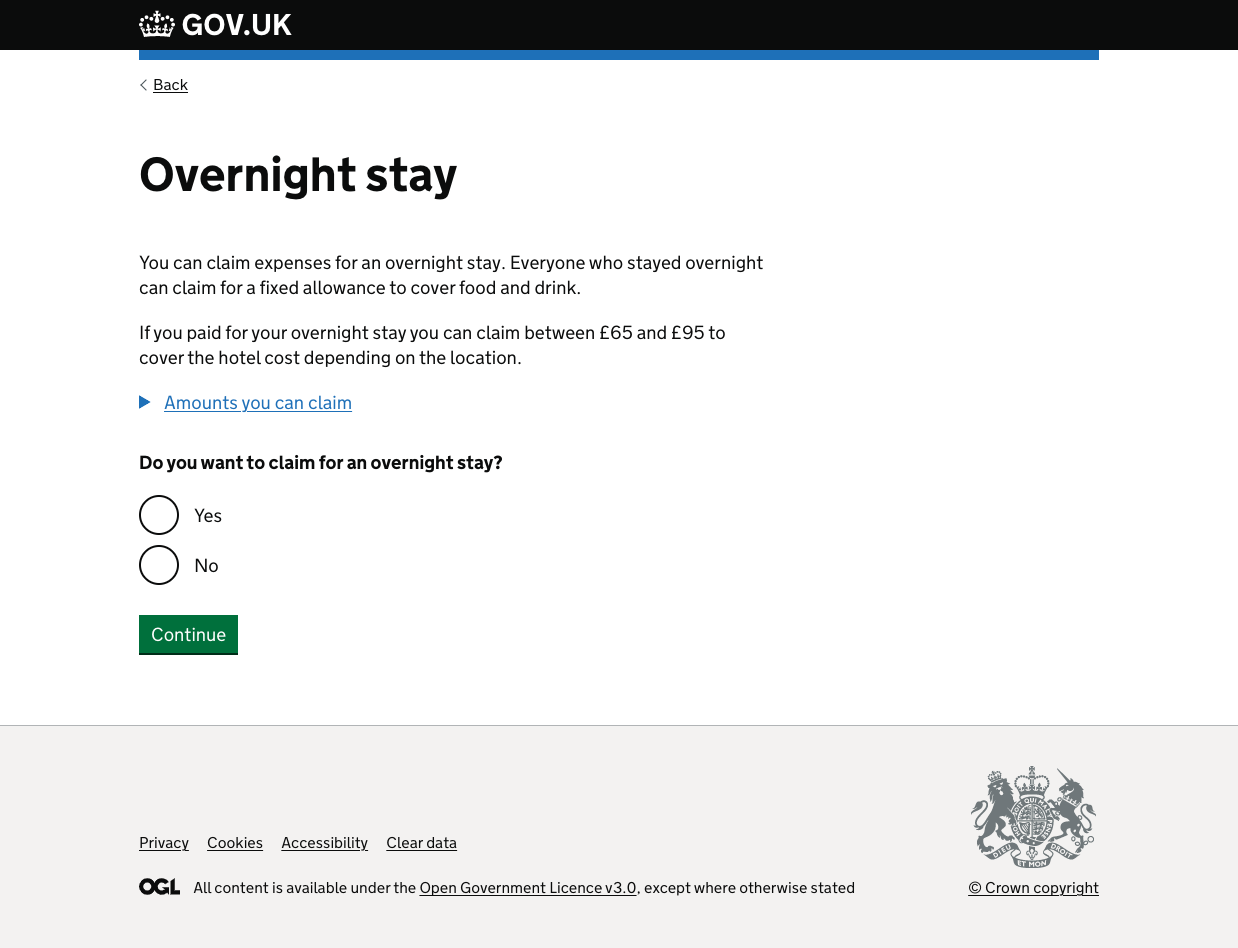 GOV.UK
Back
Overnight stay
You can claim expenses for an overnight stay. Everyone who stayed overnight
can claim for a fixed allowance to cover food and drink.
If you paid for your overnight stay you can claim between £65 and £95 to
cover the hotel cost depending on the location.
Amounts you can claim
Do you want to claim for an overnight stay?
Yes
No
Continue
Privacy Cookies Accessibility Clear data
OGL All content is available under the Open Government Licence v3.0, except where otherwise stated
DIEU ET MON DROIT
© Crown copyright